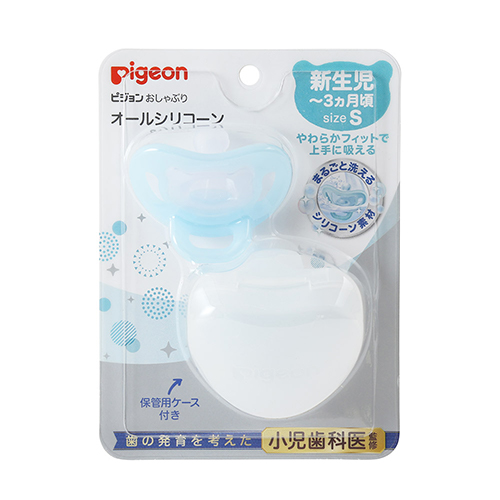 pigeon
ピジョン おしゃぶり
オールシリコーン
新生児
～3ヵ月頃
size S
やわらかフィットで
上手に吸える
まるごと洗える
シリコーン素材
pigeon
保管用ケース
付き
歯の発育を考えた 小児歯科医監修